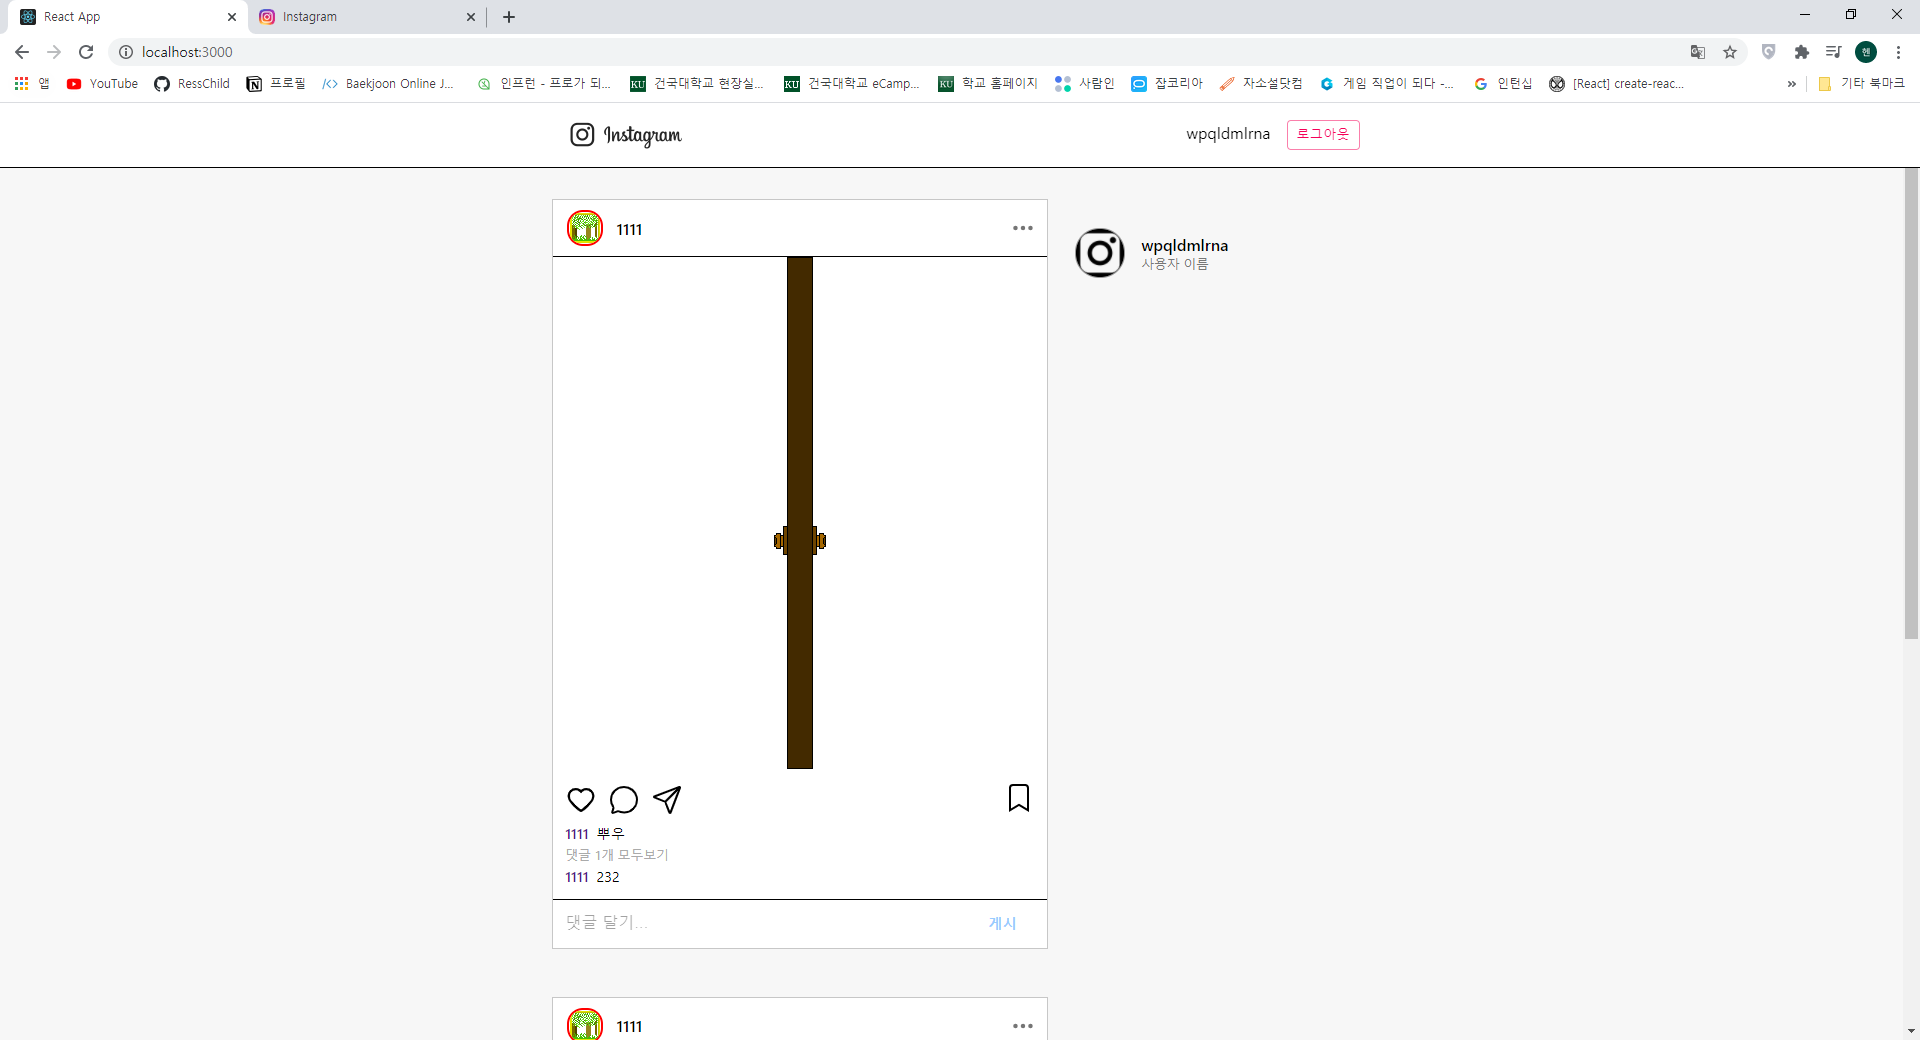 React App
Instagram
localhost:3000
헨
앱
YouTube
RessChild
프로필
Baekjoon Online J...
인프런 - 프로가 되...
KU 건국대학교 현장실...
KU 건국대학교 eCamp...
KU 학교 홈페이지
사람인
잡코리아
자소설닷컴
게임 직업이 되다 -...
인턴십
[React] create-reac...
»
기타 북마크
Instagram
wpqldmlrna
로그아웃
1111
wpqldmlrna
사용자 이름
1111 뿌우
댓글 1개 모두보기
1111 232
댓글 달기...
게시
1111